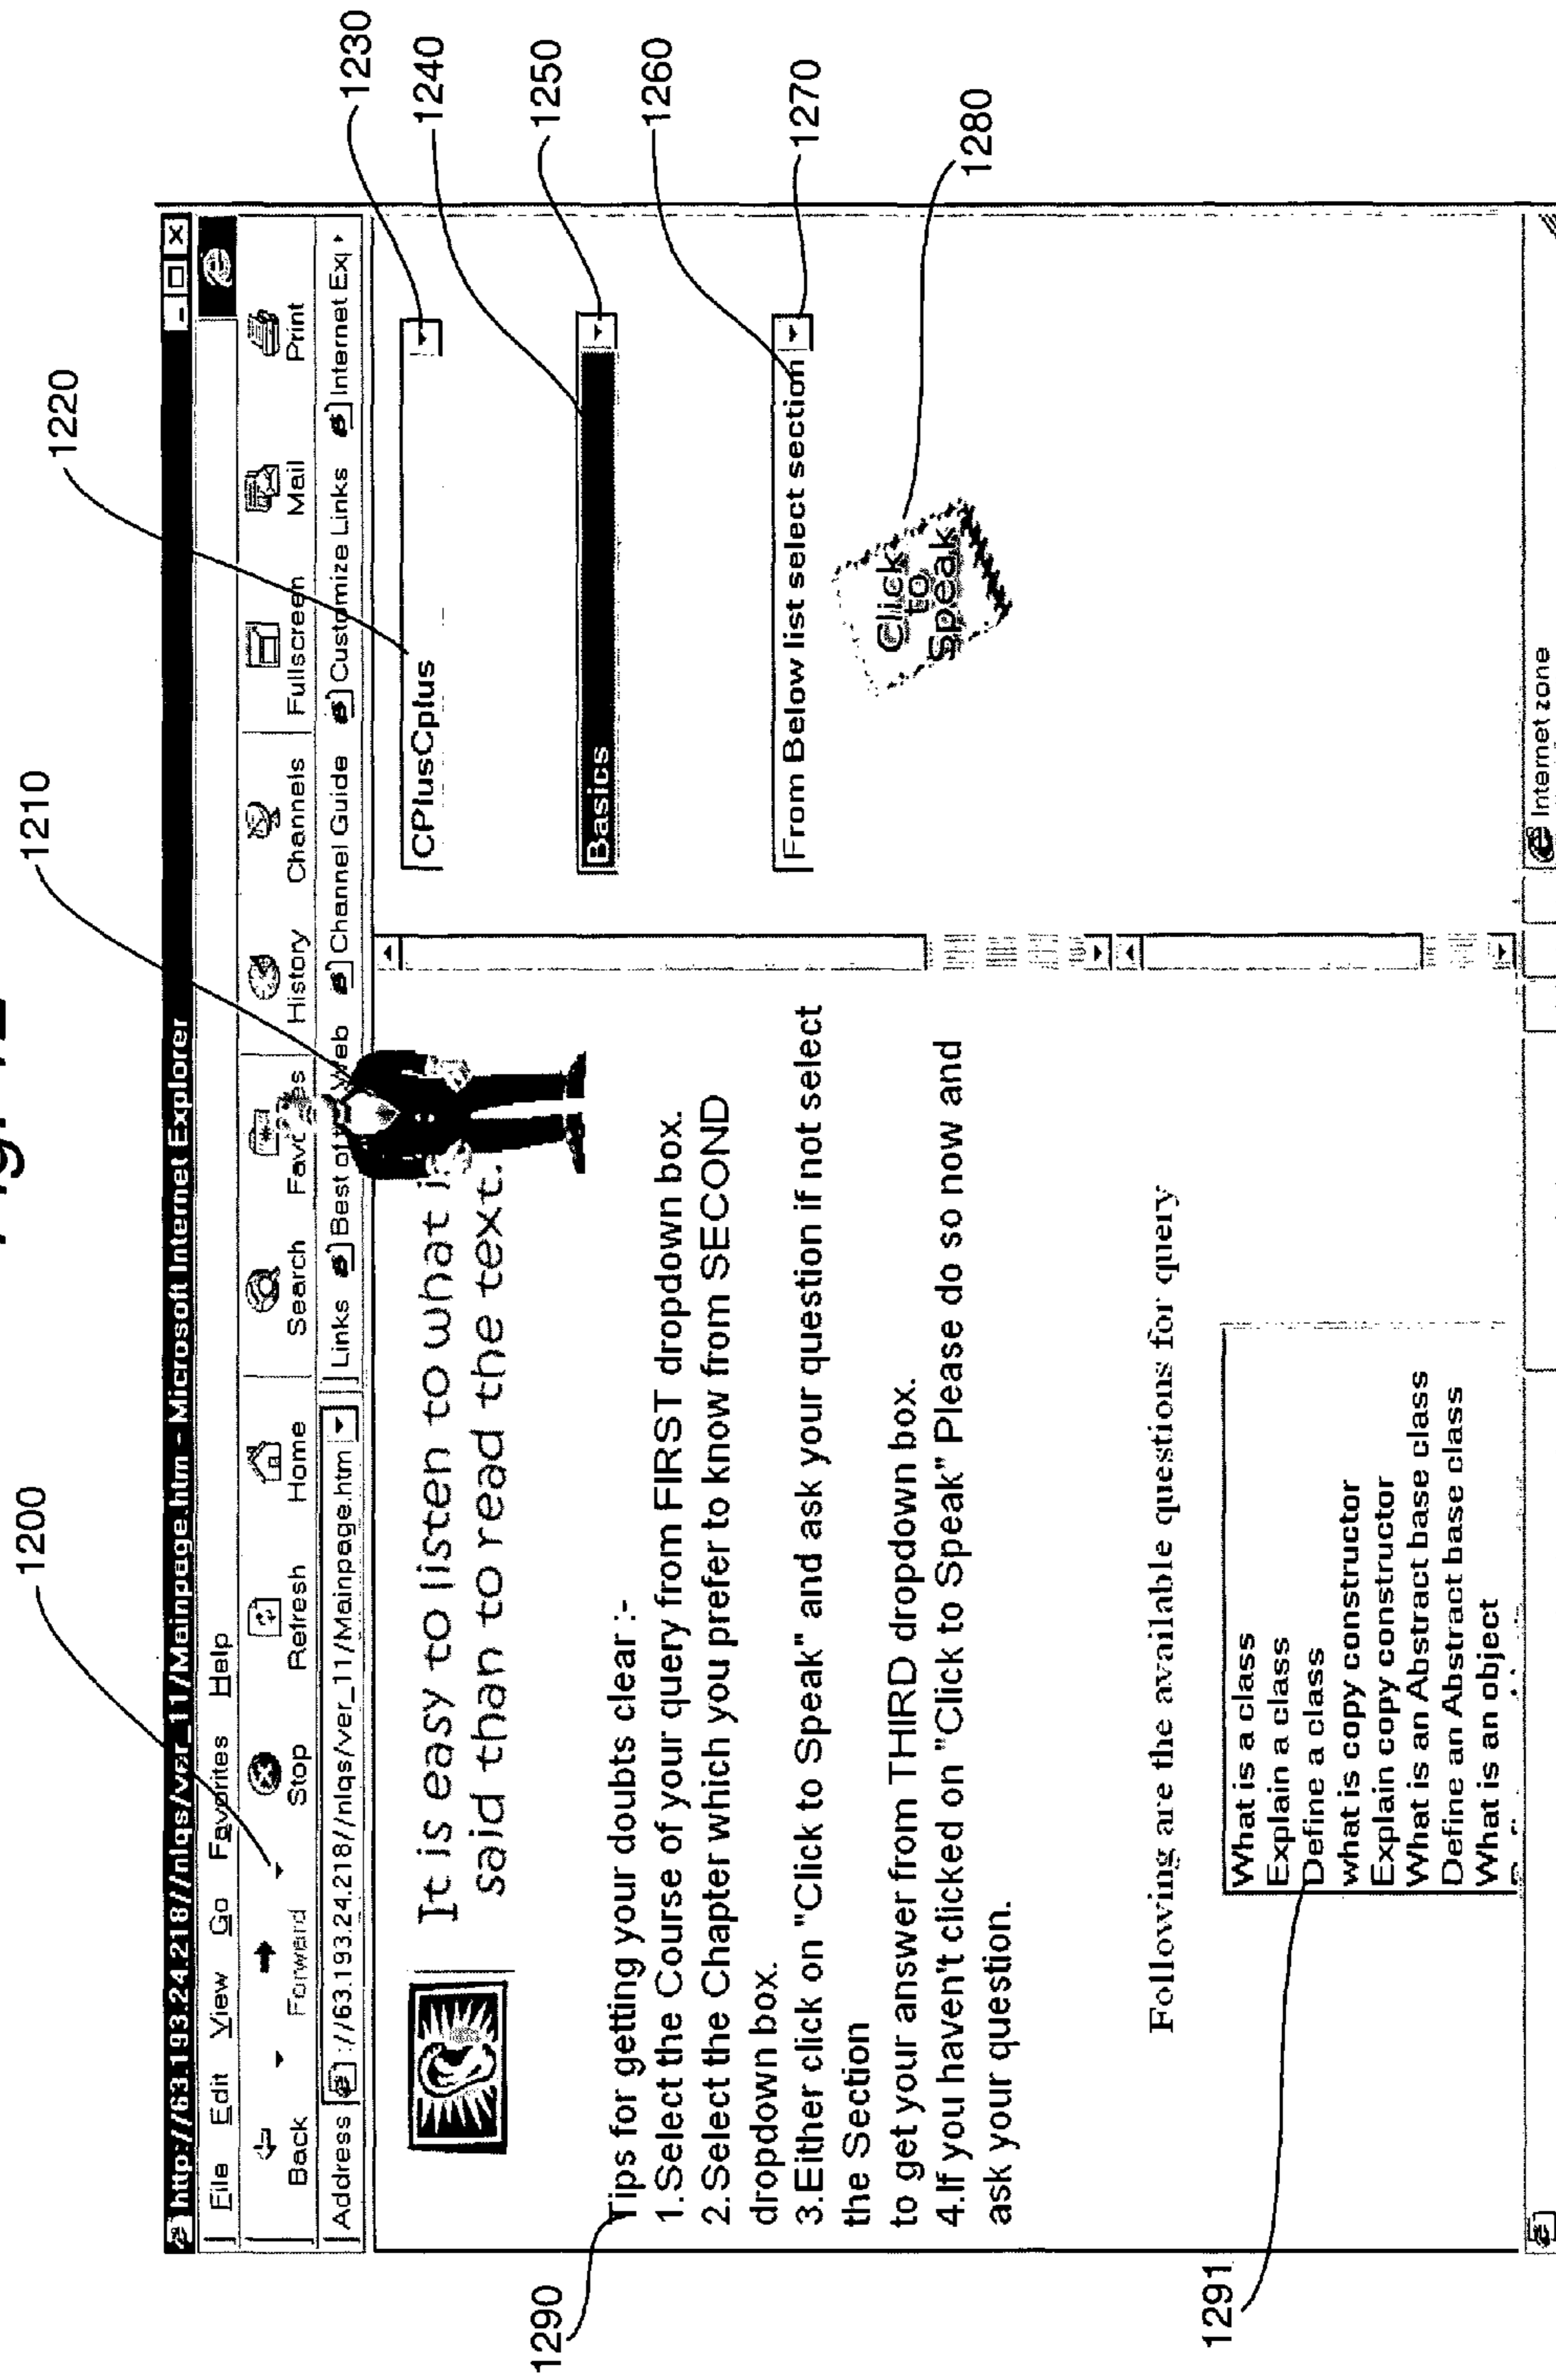 1200
1210
1220
1230
1240
1250
1260
1270
1280
1290
1291
http://63.193.24.218//nlqs/ver_11/Mainpage.htm - Microsoft Internet Explorer
File Edit View Go Favorites Help
Back Forward Stop Refresh Home Search History Channels Fullscreen Mail Print
Address ://63.193.24.218//nlqs/ver_11/Mainpage.htm Links Best of Web Channel Guide Customize Links Internet Exp
It is easy to listen to what
said than to read the text.
Tips for getting your doubts clear :-
1.Select the Course of your query from FIRST dropdown box.
2.Select the Chapter which you prefer to know from SECOND
dropdown box.
3.Either click on "Click to Speak" and ask your question if not select
the Section
to get your answer from THIRD dropdown box.
4.If you haven't clicked on "Click to Speak" Please do so now and
ask your question.
Following are the available questions for query
What is a class
Explain a class
Define a class
what is copy constructor
Explain copy constructor
What is an Abstract base class
Define an Abstract base class
What is an object
CPlusCplus
Basics
From Below list select section
Click
to
Speak
Internet zone